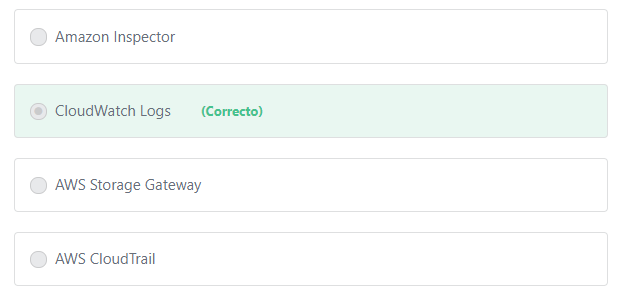 Amazon Inspector
CloudWatch Logs (Correcto)
AWS Storage Gateway
AWS CloudTrail